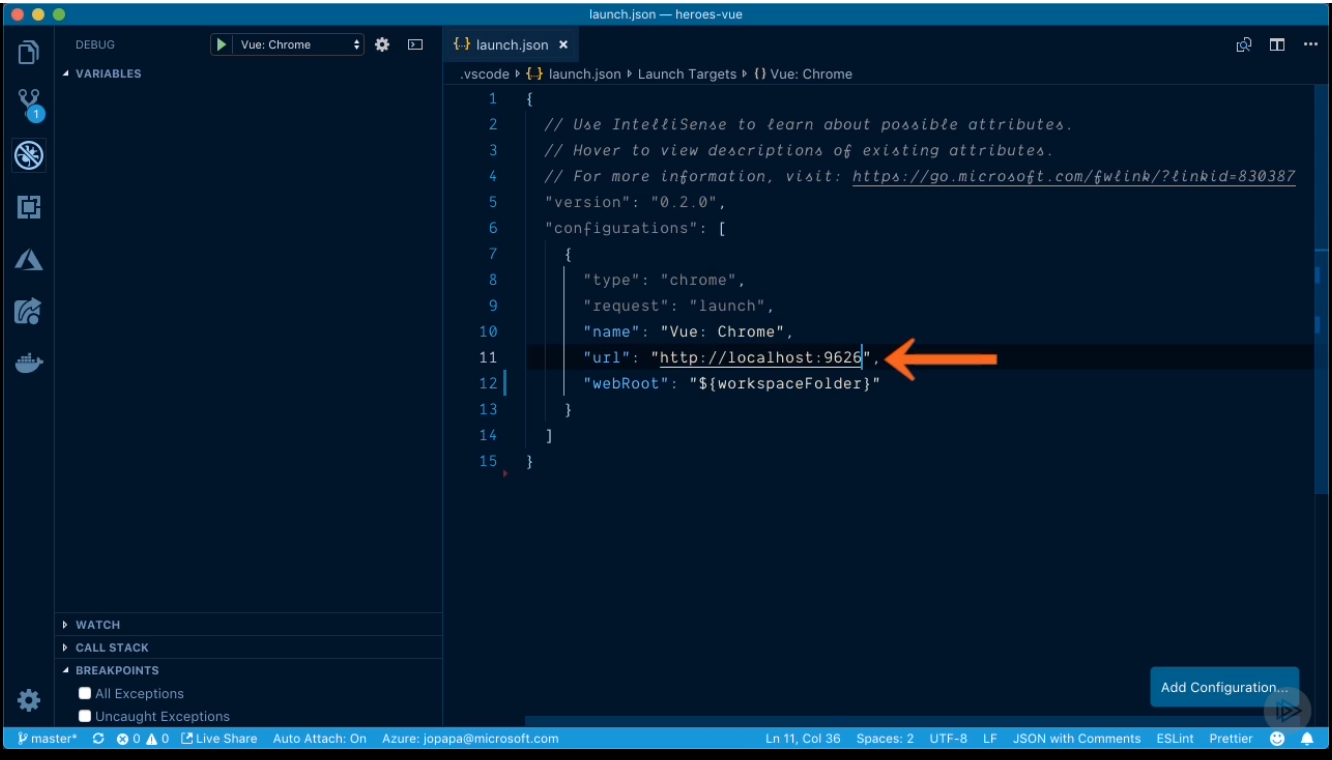 launch.json — heroes-vue
DEBUG
Vue: Chrome
{..} launch.json ×
VARIABLES
.vscode {..} launch.json Launch Targets {} Vue: Chrome
1 {
2 // Use IntelliSense to learn about possible attributes.
3 // Hover to view descriptions of existing attributes.
4 // For more information, visit: https://go.microsoft.com/fwlink/?linkid=830387
5 "version": "0.2.0",
6 "configurations": [
7 {
8 "type": "chrome",
9 "request": "launch",
10 "name": "Vue: Chrome",
11 "url": "http://localhost:9626",
12 "webRoot": "${workspaceFolder}"
13 }
14 ]
15 }
1
WATCH
CALL STACK
BREAKPOINTS
All Exceptions
Uncaught Exceptions
Add Configuration...
master* 0 0 Live Share Auto Attach: On Azure: jopapa@microsoft.com Ln 11, Col 36 Spaces: 2 UTF-8 LF JSON with Comments ESLint Prettier